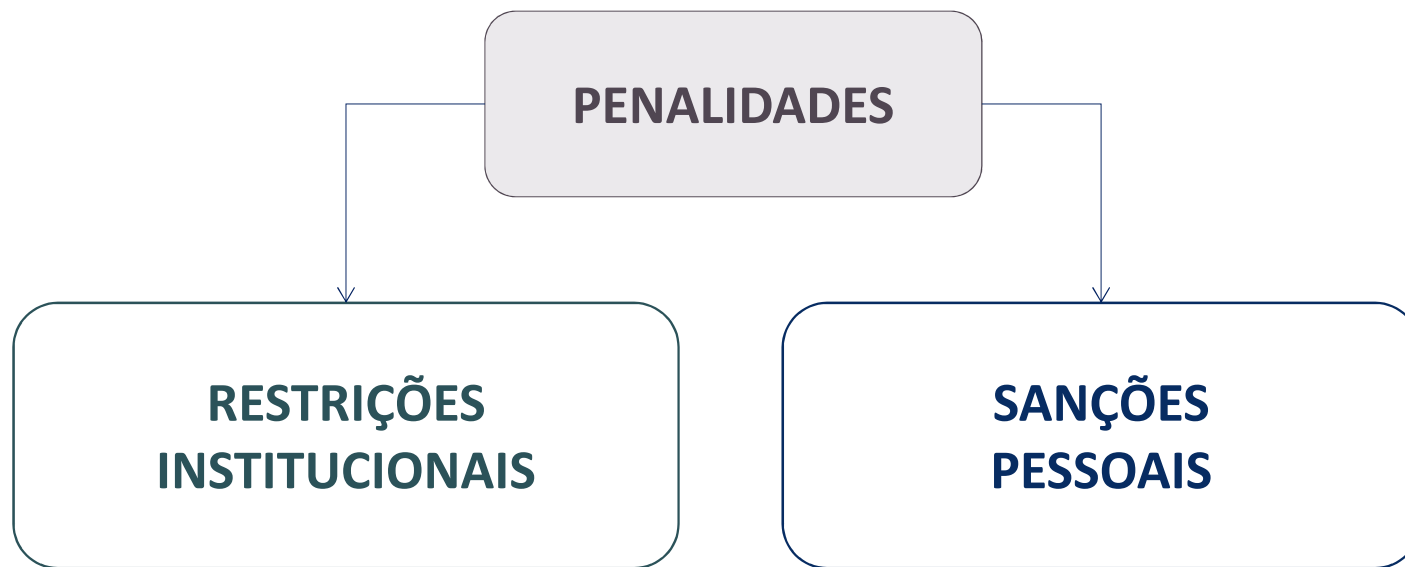 PENALIDADES
RESTRIÇÕES
INSTITUCIONAIS
SANÇÕES
PESSOAIS